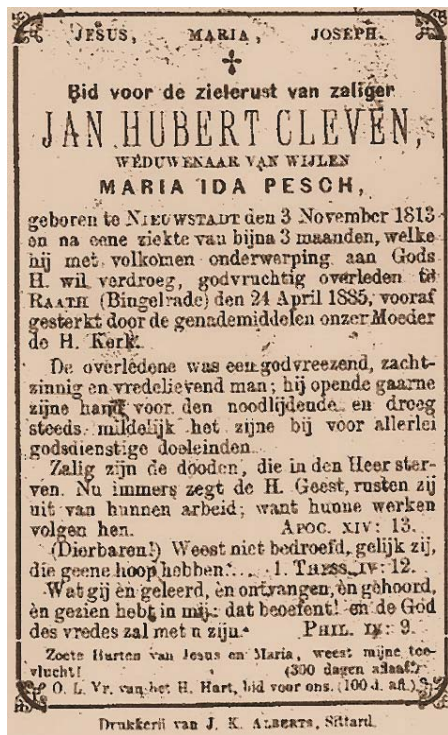 JESUS, MARIA, JOSEPH.
Bid voor de zielerust van zaliger
JAN HUBERT CLEVEN,
WEDUWENAAR VAN WIJLEN
MARIA IDA PESCH,
geboren te NIEUWSTADT den 3 November 1813
en na eene ziekte van bijna 3 maanden, welke
hij met volkomen onderwerping aan Gods
H. wil verdroeg, godvruchtig overleden te
RAATH (Bingelrade) den 24 April 1885, vooraf
gesterkt door de genademiddelen onzer Moeder
de H. Kerk.
De overledene was een godvreezend, zacht-
zinnig en vredelievend man; hij opende gaarne
zijne hand voor den noodlijdende en droeg
steeds mildelijk het zijne bij voor allerlei
godsdienstige doeleinden.
Zalig zijn de dooden, die in den Heer ster-
ven. Nu immers zegt de H. Geest, rusten zij
uit van hunnen arbeid; want hunne werken
volgen hen. APOC. XIV: 13.
(Dierbaren!) Weest niet bedroefd, gelijk zij,
die geene hoop hebben.... 1. THESS. IV: 12.
Wat gij èn geleerd, èn ontvangen, èn gehoord,
èn gezien hebt in mij: dat beoefent! en de God
des vredes zal met u zijn. PHIL. IV: 9.
Zoete Harten van Jesus en Maria, weest mijne toe-
vlucht! (300 dagen aflaat.)
O. L. Vr. van het H. Hart, bid voor ons. (100 d. afl.)
Drukkerij van J. K. ALBERTS, Sittard.